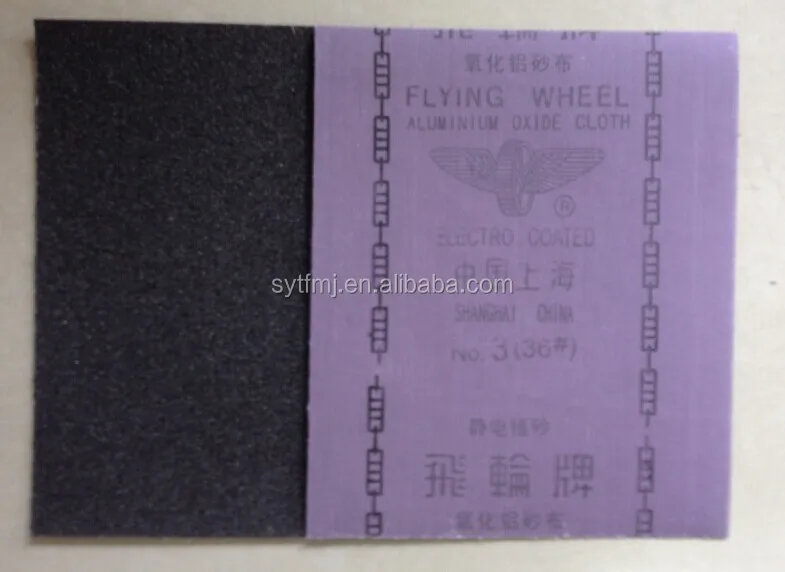 飛 輪 牌
氧化铝砂布
FLYING WHEEL
ALUMINIUM OXIDE CLOTH
®
ELECTRO COATED
中国上海
sytfmj.en.alibaba.com
SHANGHAI CHINA
No. 3 (36#)
静电植砂
飛 輪 牌
氧化铝砂布